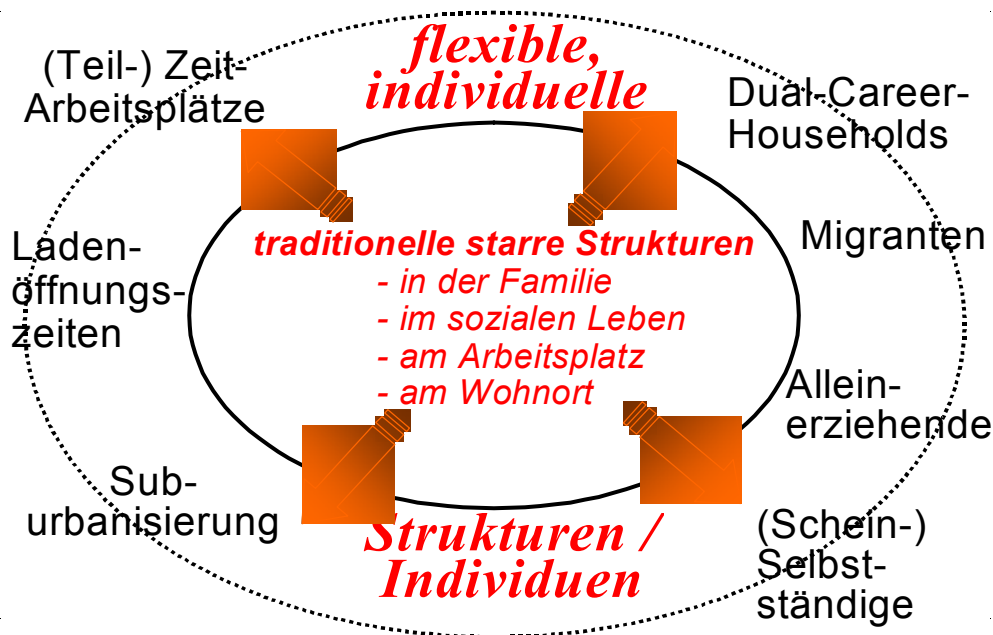 flexible,
individuelle
(Teil-) Zeit-
Arbeitsplätze
Dual-Career-
Households
Laden-
öffnungs-
zeiten
traditionelle starre Strukturen
- in der Familie
- im sozialen Leben
- am Arbeitsplatz
- am Wohnort
Migranten
Allein-
erziehende
Sub-
urbanisierung
Strukturen /
Individuen
(Schein-)
Selbst-
ständige